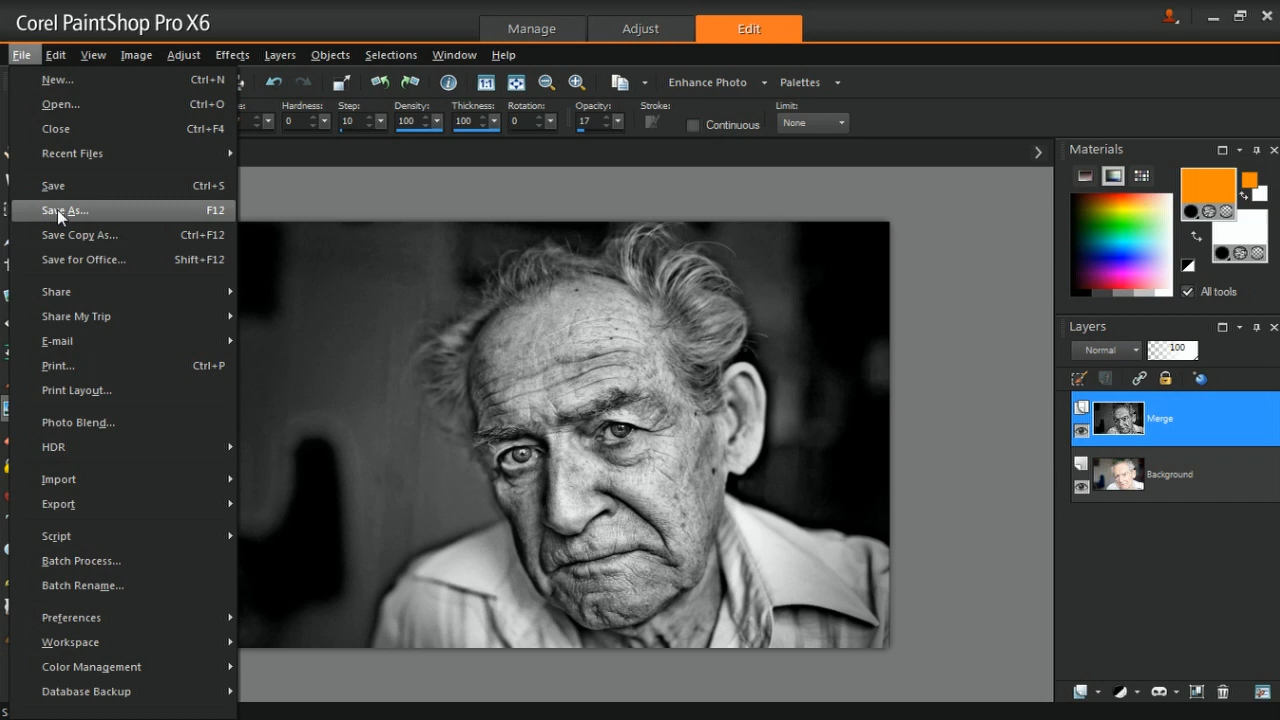 Corel PaintShop Pro X6
Manage Adjust Edit
File Edit View Image Adjust Effects Layers Objects Selections Window Help
Enhance Photo Palettes
Hardness: Step: Density: Thickness: Rotation: Opacity: Stroke: Limit:
0 10 100 100 0 17 Continuous None
New... Ctrl+N
Open... Ctrl+O
Close Ctrl+F4
Recent Files
Save Ctrl+S
Save As... F12
Save Copy As... Ctrl+F12
Save for Office... Shift+F12
Share
Share My Trip
E-mail
Print... Ctrl+P
Print Layout...
Photo Blend...
HDR
Import
Export
Script
Batch Process...
Batch Rename...
Preferences
Workspace
Color Management
Database Backup
Materials
All tools
Layers
Normal 100
Merge
Background